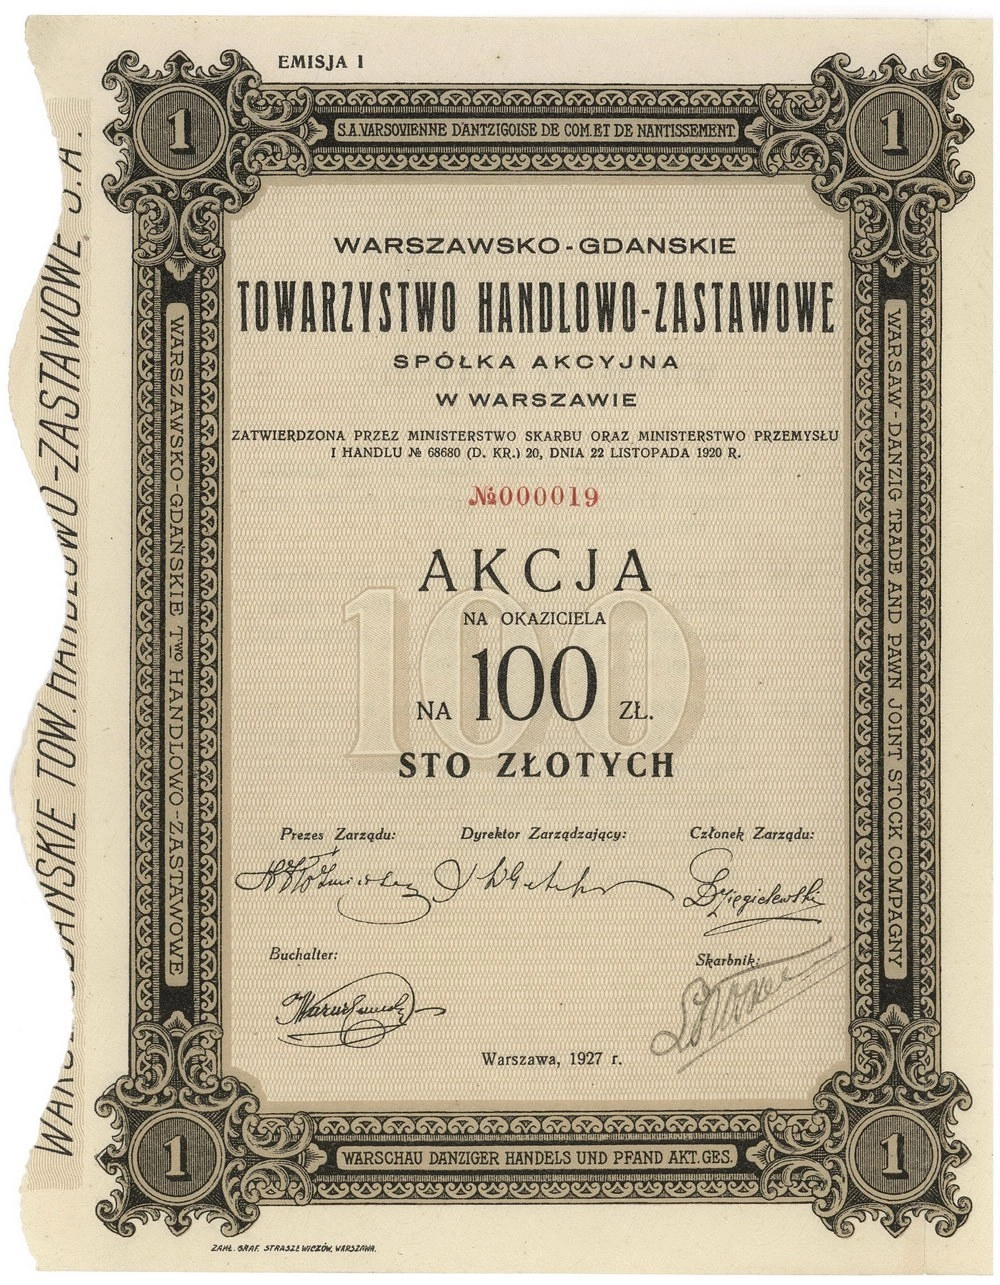 EMISJA I
1
S.A. VARSOVIENNE DANTZIGOISE DE COM. ET DE NANTISSEMENT.
1
WARSZAWSKO-GDANSKIE
TOWARZYSTWO HANDLOWO-ZASTAWOWE
SPÓŁKA AKCYJNA
W WARSZAWIE
ZATWIERDZONA PRZEZ MINISTERSTWO SKARBU ORAZ MINISTERSTWO PRZEMYSŁU
I HANDLU № 68680 (D. KR.) 20, DNIA 22 LISTOPADA 1920 R.
№000019
AKCJA
NA OKAZICIELA
100
NA 100 ZŁ.
STO ZŁOTYCH
Prezes Zarządu: Dyrektor Zarządzający: Członek Zarządu:
Dzięgielewski
Buchalter: Skarbnik:
Warszawa, 1927 r.
WARSZAWSKO-GDAŃSKIE TWO HANDLOWO-ZASTAWOWE
WARSAW-DANZIG TRADE AND PAWN JOINT STOCK COMPAGNY
1
WARSCHAU DANZIGER HANDELS UND PFAND AKT. GES.
1
TOW. HANDLOWO-ZASTAWOWE S.A.
ZAKŁ. GRAF. STRASZEWICZÓW, WARSZAWA.